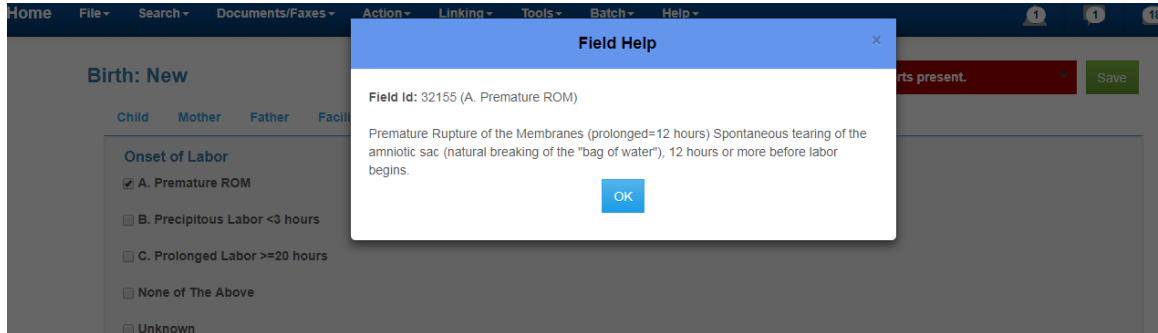 Home File Search Documents/Faxes Action Linking Tools Batch Help 1 1
Field Help ×
Birth: New
rts present.
Save
Field Id: 32155 (A. Premature ROM)
Child Mother Father Facili
Premature Rupture of the Membranes (prolonged=12 hours) Spontaneous tearing of the
amniotic sac (natural breaking of the "bag of water"), 12 hours or more before labor
begins.
OK
Onset of Labor
A. Premature ROM
B. Precipitous Labor <3 hours
C. Prolonged Labor >=20 hours
None of The Above
Unknown